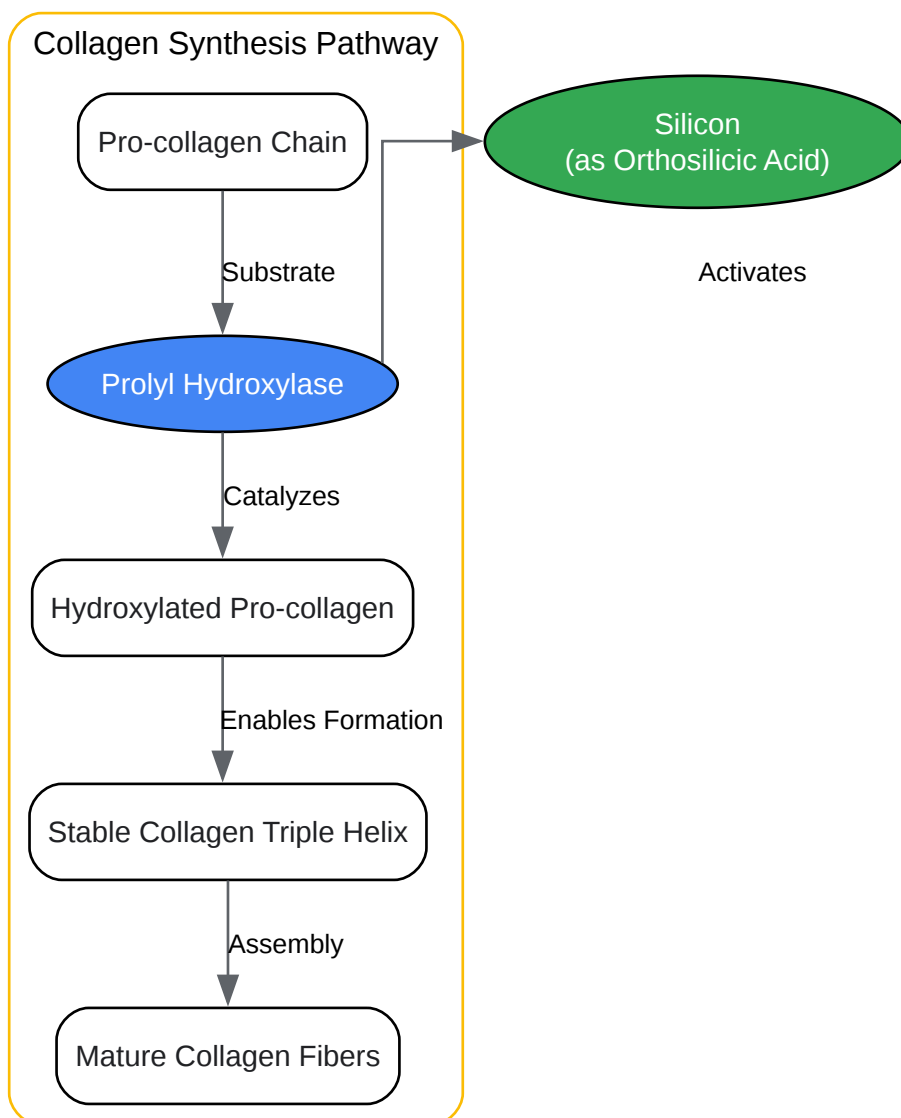 Collagen Synthesis Pathway
Pro-collagen Chain
Silicon
(as Orthosilicic Acid)
Substrate
Activates
Prolyl Hydroxylase
Catalyzes
Hydroxylated Pro-collagen
Enables Formation
Stable Collagen Triple Helix
Assembly
Mature Collagen Fibers